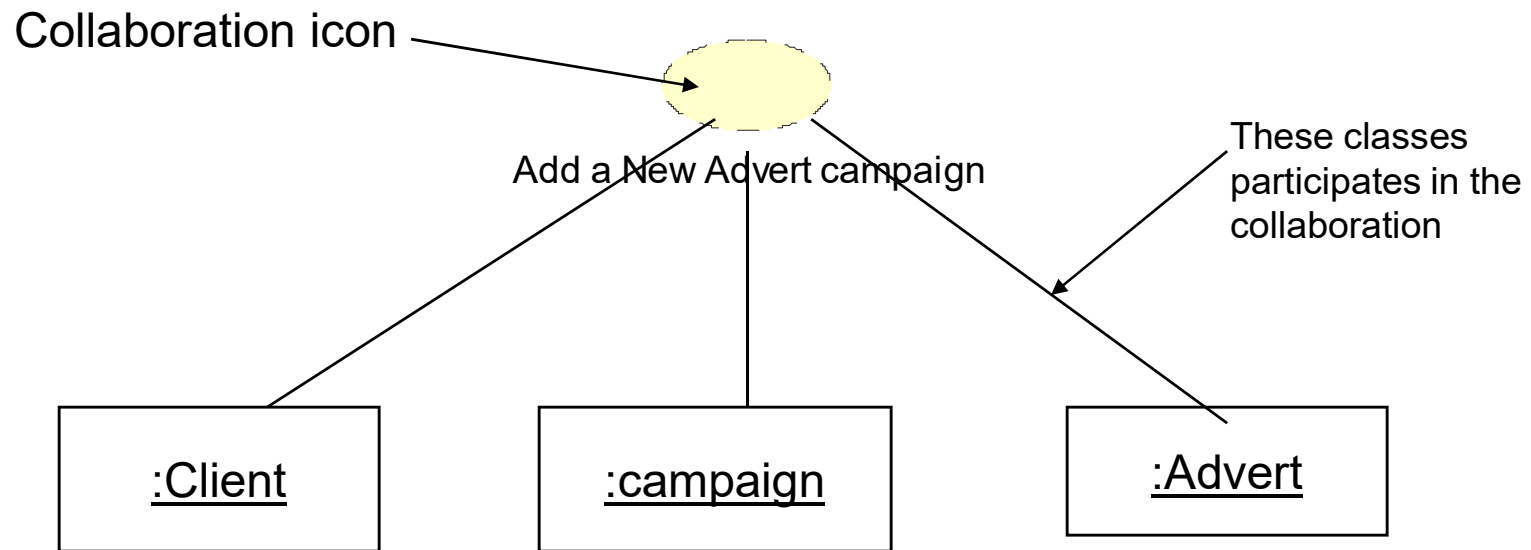 Collaboration icon
Add a New Advert campaign
These classes
participates in the
collaboration
:Client
:campaign
:Advert